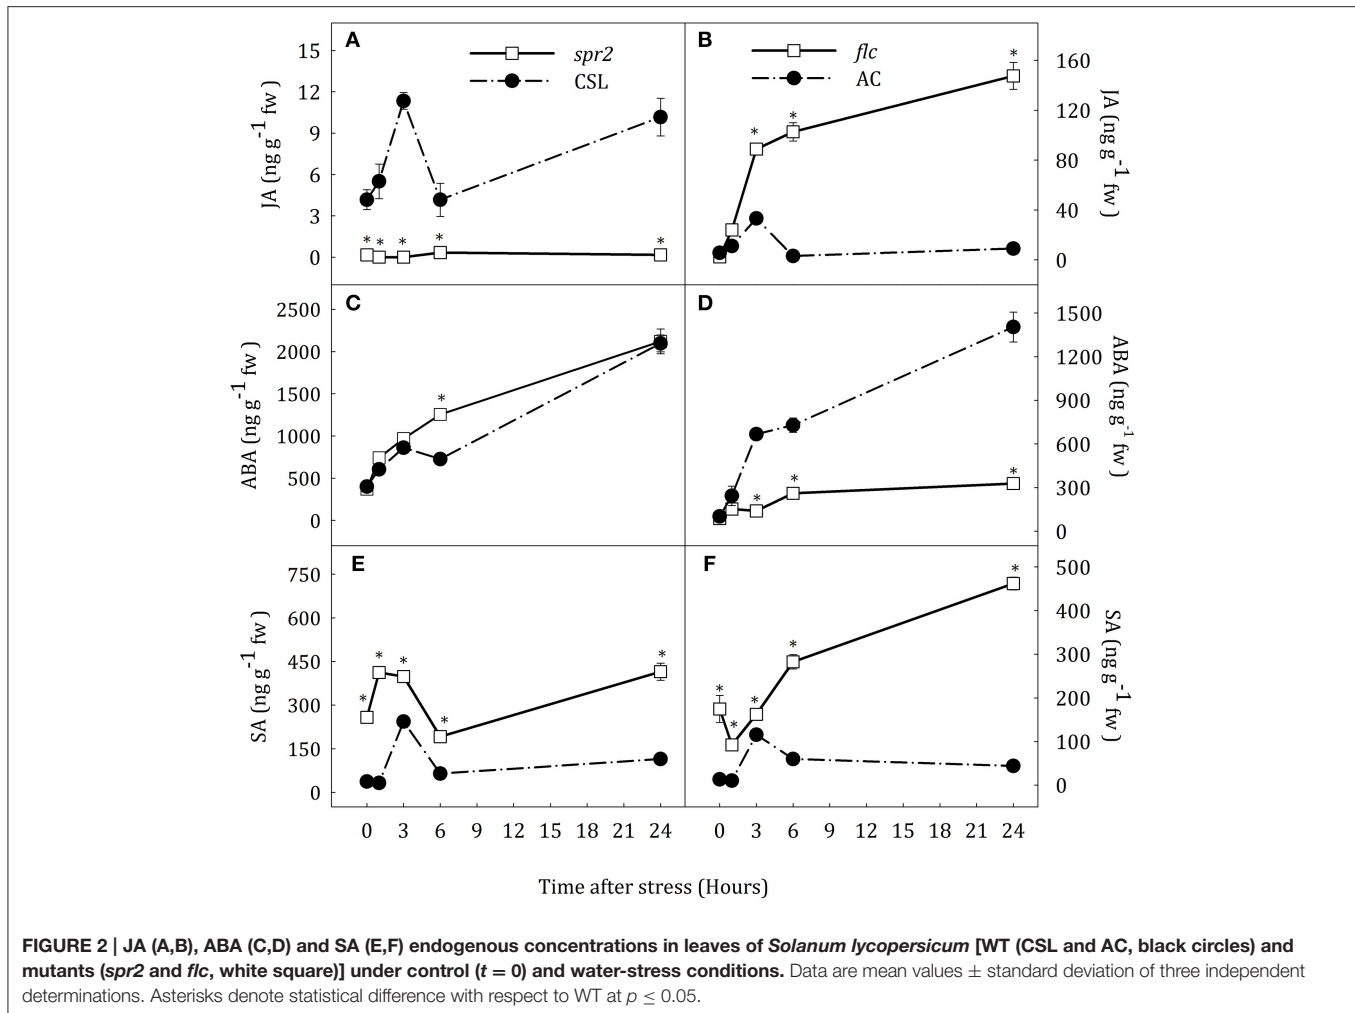 A
15
12
9
6
3
0
JA (ng g⁻¹ fw)
spr2
CSL
* * * * *
B
flc
AC
* * *
160
120
80
40
0
JA (ng g⁻¹ fw)
C
2500
2000
1500
1000
500
0
ABA (ng g⁻¹ fw)
*
D
* * *
1500
1200
900
600
300
0
ABA (ng g⁻¹ fw)
E
750
600
450
300
150
0
SA (ng g⁻¹ fw)
* * * * *
F
* * * * *
500
400
300
200
100
0
SA (ng g⁻¹ fw)
0 3 6 9 12 15 18 21 24
0 3 6 9 12 15 18 21 24
Time after stress (Hours)
FIGURE 2 | JA (A,B), ABA (C,D) and SA (E,F) endogenous concentrations in leaves of Solanum lycopersicum [WT (CSL and AC, black circles) and
mutants (spr2 and flc, white square)] under control (t = 0) and water-stress conditions. Data are mean values ± standard deviation of three independent
determinations. Asterisks denote statistical difference with respect to WT at p ≤ 0.05.